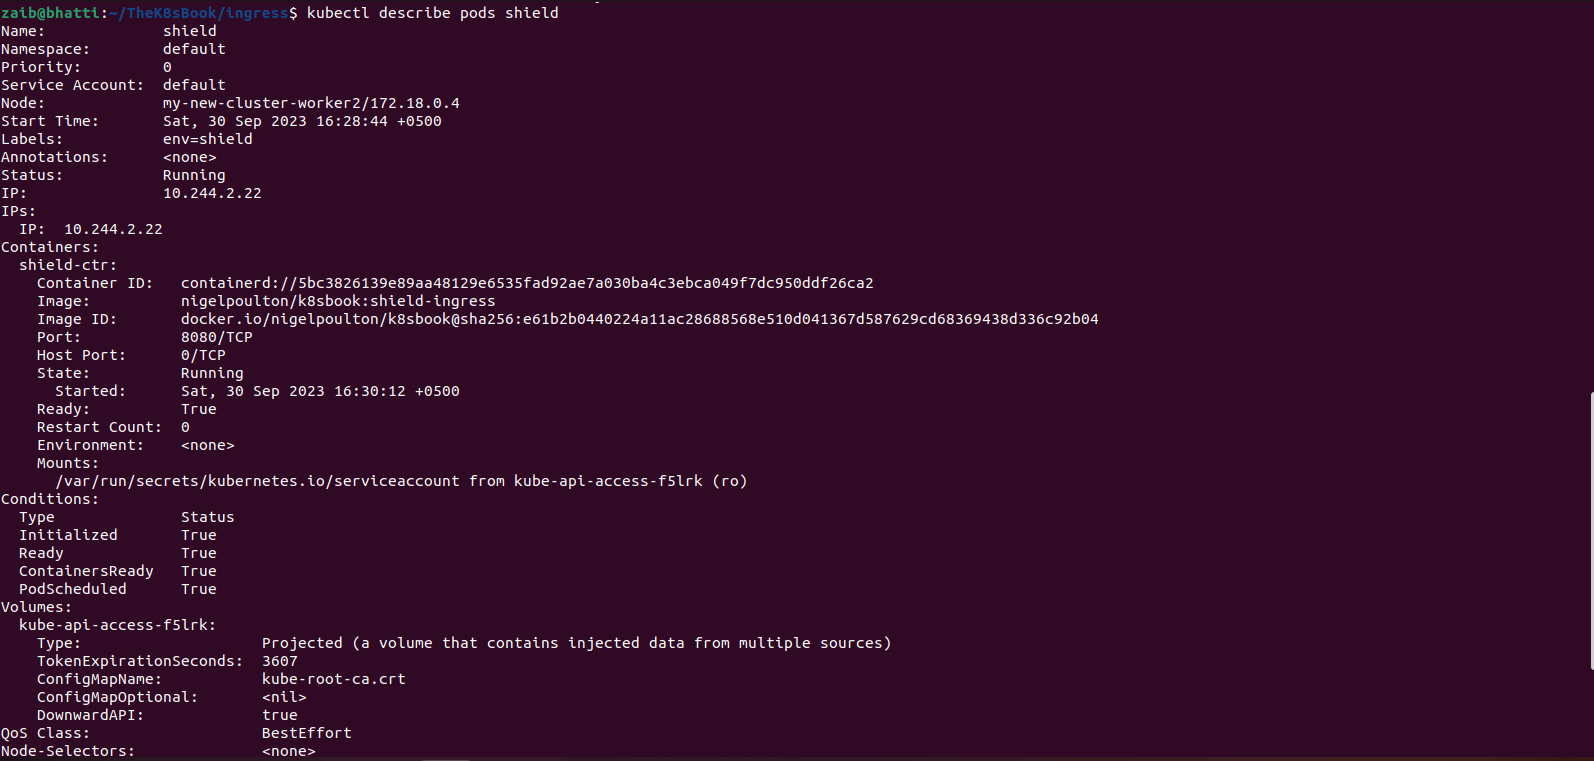 zaib@bhatti:~/TheK8sBook/ingress$ kubectl describe pods shield
Name:             shield
Namespace:        default
Priority:         0
Service Account:  default
Node:             my-new-cluster-worker2/172.18.0.4
Start Time:       Sat, 30 Sep 2023 16:28:44 +0500
Labels:           env=shield
Annotations:      <none>
Status:           Running
IP:               10.244.2.22
IPs:
  IP:  10.244.2.22
Containers:
  shield-ctr:
    Container ID:   containerd://5bc3826139e89aa48129e6535fad92ae7a030ba4c3ebca049f7dc950ddf26ca2
    Image:          nigelpoulton/k8sbook:shield-ingress
    Image ID:       docker.io/nigelpoulton/k8sbook@sha256:e61b2b0440224a11ac28688568e510d041367d587629cd68369438d336c92b04
    Port:           8080/TCP
    Host Port:      0/TCP
    State:          Running
      Started:      Sat, 30 Sep 2023 16:30:12 +0500
    Ready:          True
    Restart Count:  0
    Environment:    <none>
    Mounts:
      /var/run/secrets/kubernetes.io/serviceaccount from kube-api-access-f5lrk (ro)
Conditions:
  Type              Status
  Initialized       True
  Ready             True
  ContainersReady   True
  PodScheduled      True
Volumes:
  kube-api-access-f5lrk:
    Type:                    Projected (a volume that contains injected data from multiple sources)
    TokenExpirationSeconds:  3607
    ConfigMapName:           kube-root-ca.crt
    ConfigMapOptional:       <nil>
    DownwardAPI:             true
QoS Class:                   BestEffort
Node-Selectors:              <none>